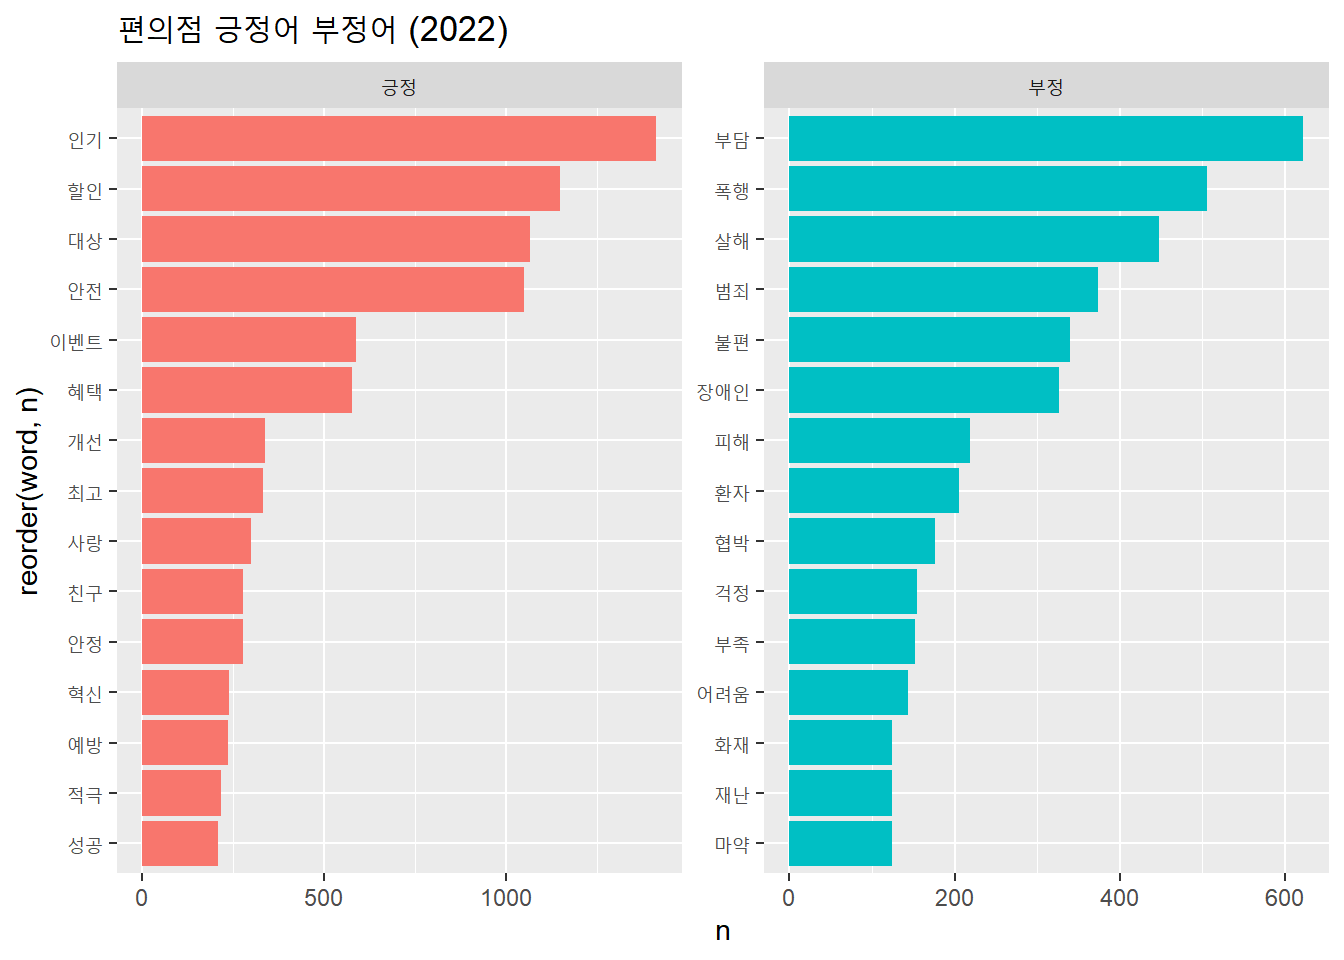 편의점 긍정어 부정어 (2022)
긍정
부정
reorder(word, n)
인기
할인
대상
안전
이벤트
혜택
개선
최고
사랑
친구
안정
혁신
예방
적극
성공
0 500 1000
부담
폭행
살해
범죄
불편
장애인
피해
환자
협박
걱정
부족
어려움
화재
재난
마약
0 200 400 600
n